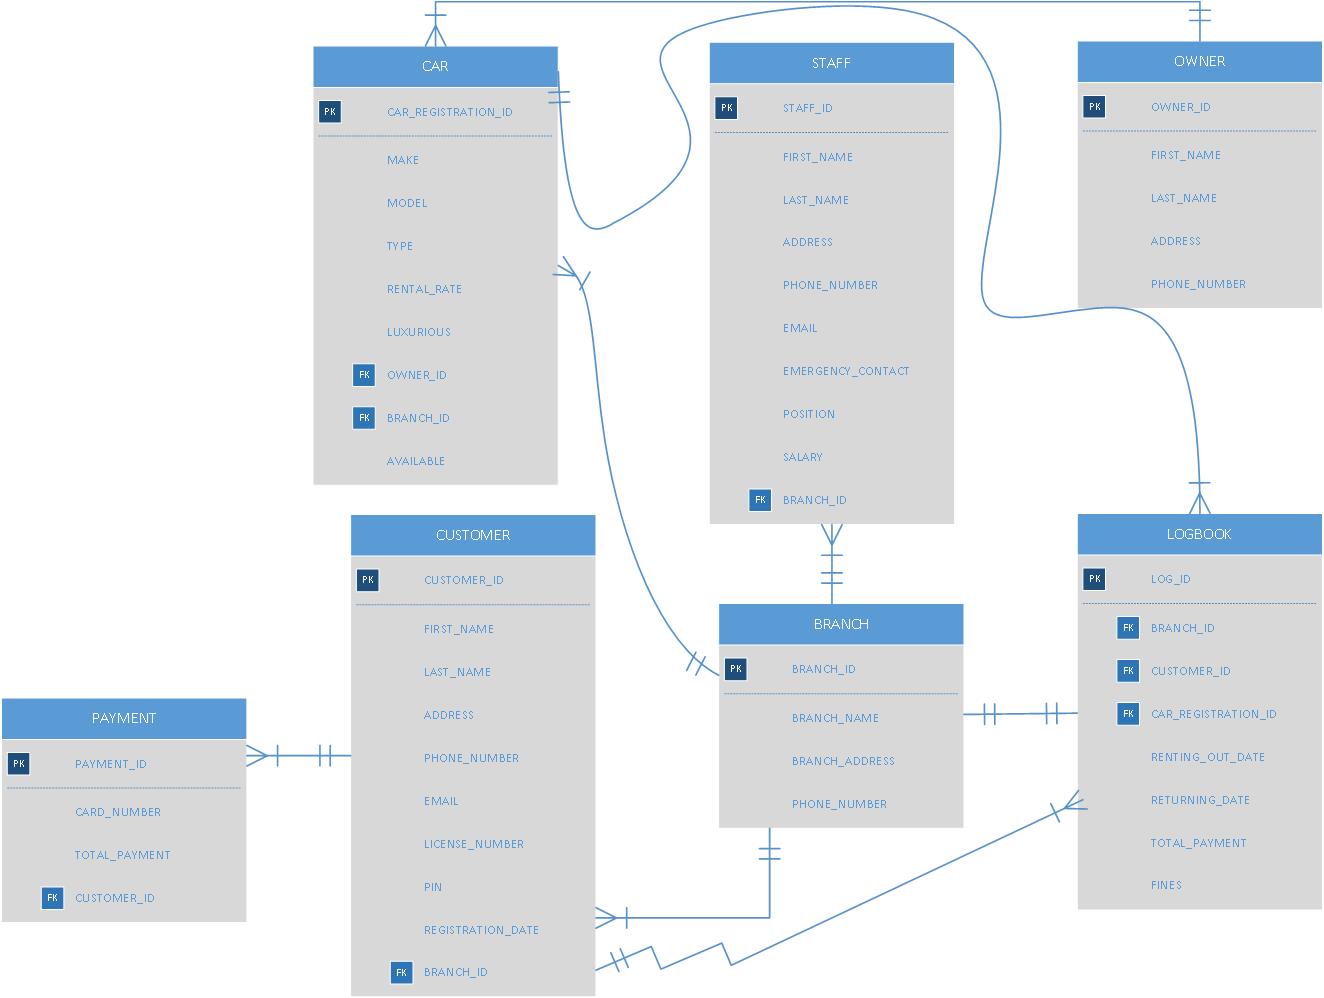 CAR
PK CAR_REGISTRATION_ID
MAKE
MODEL
TYPE
RENTAL_RATE
LUXURIOUS
FK OWNER_ID
FK BRANCH_ID
AVAILABLE
STAFF
PK STAFF_ID
FIRST_NAME
LAST_NAME
ADDRESS
PHONE_NUMBER
EMAIL
EMERGENCY_CONTACT
POSITION
SALARY
FK BRANCH_ID
OWNER
PK OWNER_ID
FIRST_NAME
LAST_NAME
ADDRESS
PHONE_NUMBER
CUSTOMER
PK CUSTOMER_ID
FIRST_NAME
LAST_NAME
ADDRESS
PHONE_NUMBER
EMAIL
LICENSE_NUMBER
PIN
REGISTRATION_DATE
FK BRANCH_ID
BRANCH
PK BRANCH_ID
BRANCH_NAME
BRANCH_ADDRESS
PHONE_NUMBER
LOGBOOK
PK LOG_ID
FK BRANCH_ID
FK CUSTOMER_ID
FK CAR_REGISTRATION_ID
RENTING_OUT_DATE
RETURNING_DATE
TOTAL_PAYMENT
FINES
PAYMENT
PK PAYMENT_ID
CARD_NUMBER
TOTAL_PAYMENT
FK CUSTOMER_ID